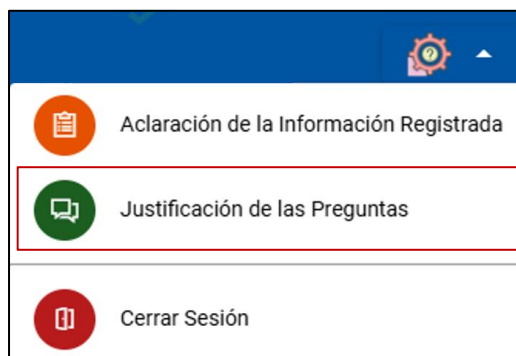 Aclaración de la Información Registrada
Justificación de las Preguntas
Cerrar Sesión